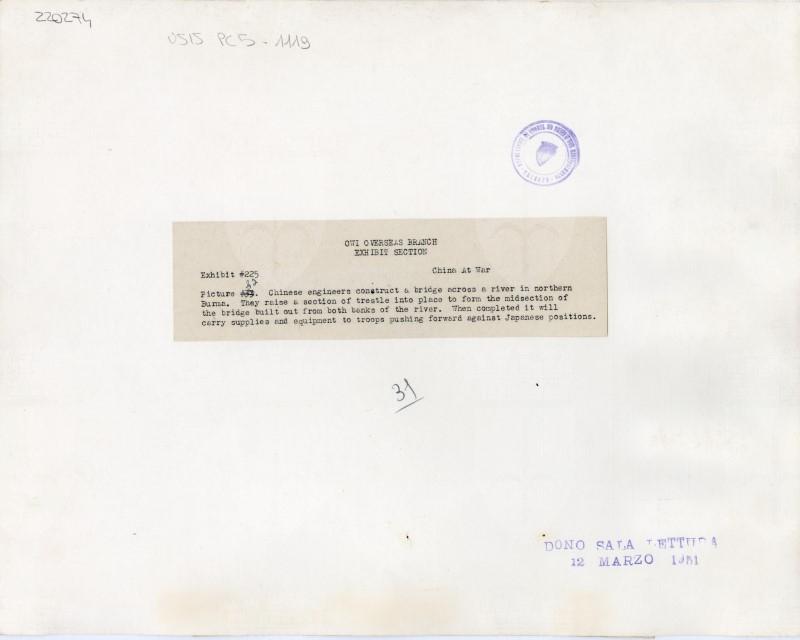 220274
USIS PC5 - 1119
OWI OVERSEAS BRANCH
EXHIBIT SECTION
Exhibit #225 China At War
Picture . Chinese engineers construct a bridge across a river in northern
Burma. They raise a section of trestle into place to form the midsection of
the bridge built out from both banks of the river. When completed it will
carry supplies and equipment to troops pushing forward against Japanese positions.
31
DONO SALA LETTURA
12 MARZO 1951